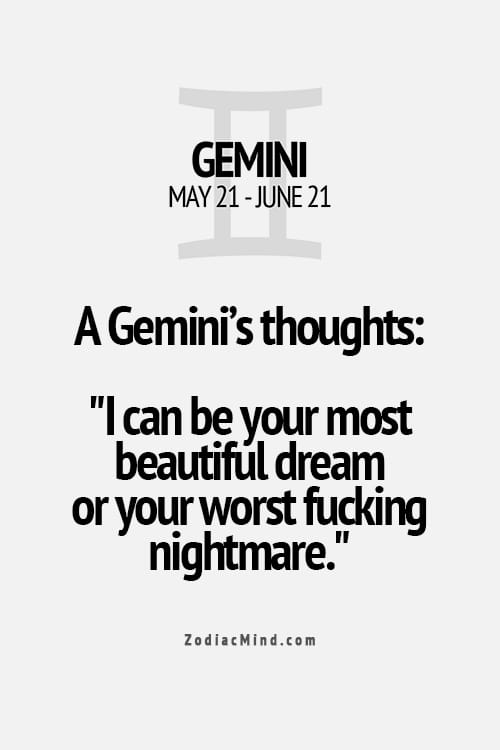 GEMINI
MAY 21 - JUNE 21
A Gemini’s thoughts:
"I can be your most
beautiful dream
or your worst fucking
nightmare."
ZodiacMind.com